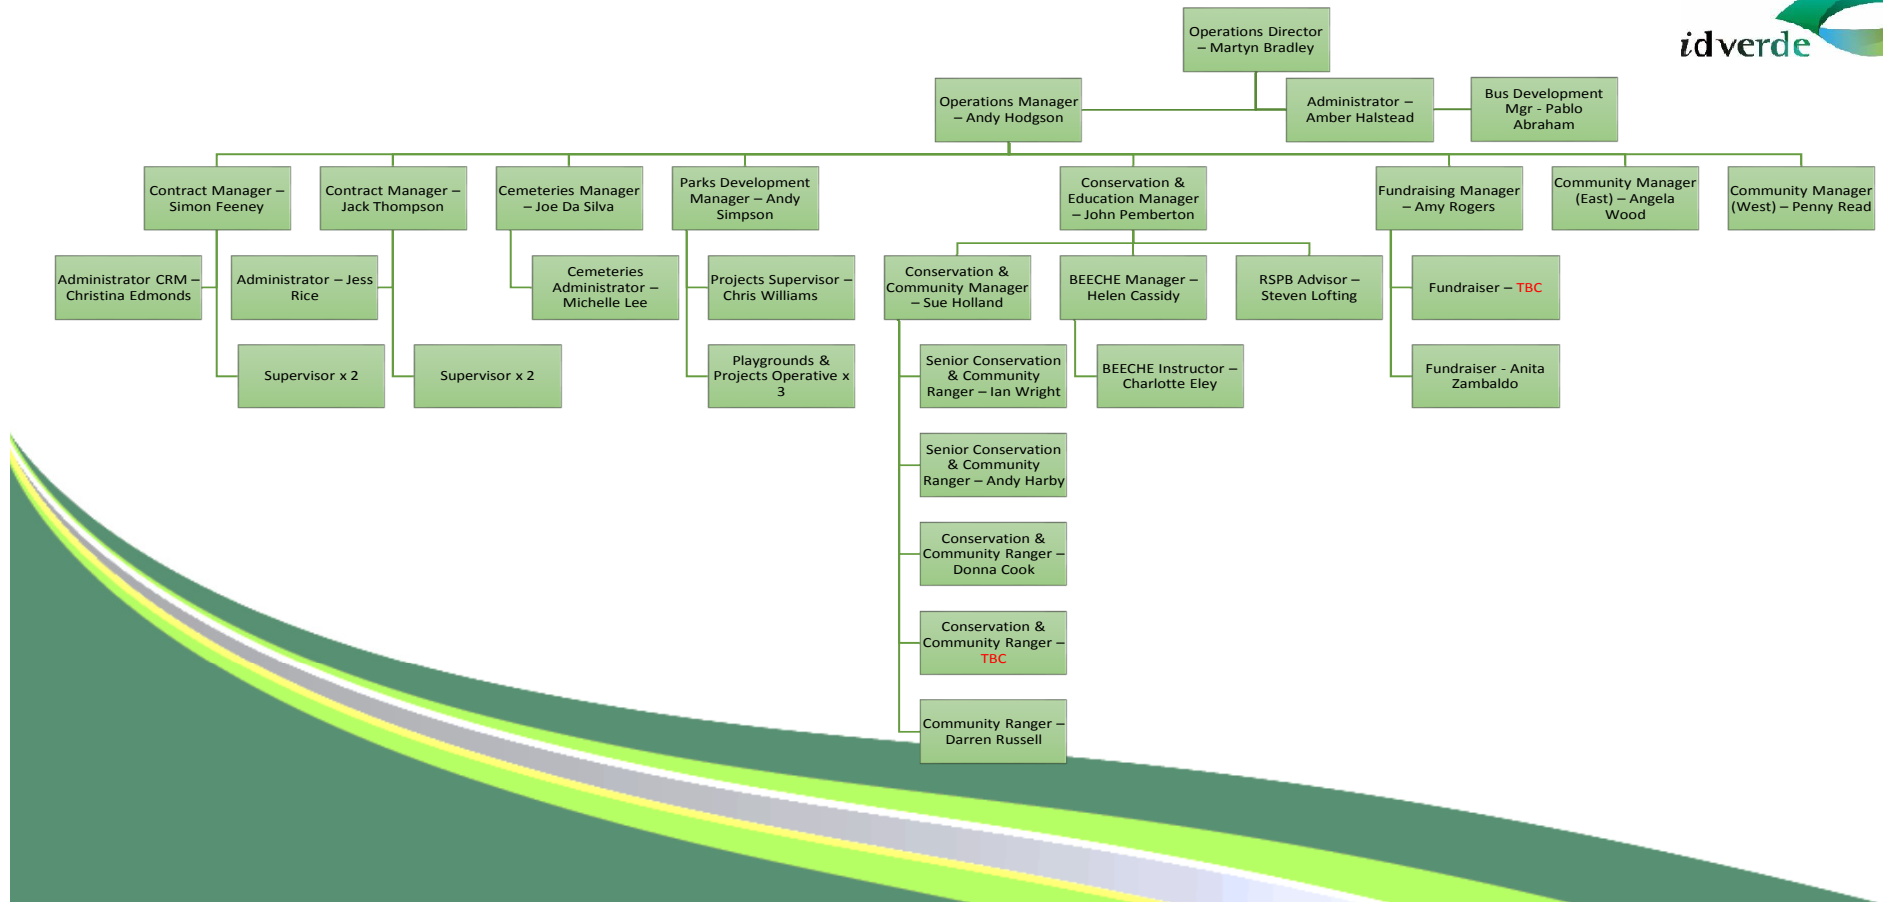 Operations Director
– Martyn Bradley
idverde
Operations Manager
– Andy Hodgson
Administrator –
Amber Halstead
Bus Development
Mgr - Pablo
Abraham
Contract Manager –
Simon Feeney
Contract Manager –
Jack Thompson
Cemeteries Manager
– Joe Da Silva
Parks Development
Manager – Andy
Simpson
Conservation &
Education Manager
– John Pemberton
Fundraising Manager
– Amy Rogers
Community Manager
(East) – Angela
Wood
Community Manager
(West) – Penny Read
Administrator CRM –
Christina Edmonds
Administrator – Jess
Rice
Cemeteries
Administrator –
Michelle Lee
Projects Supervisor –
Chris Williams
Conservation &
Community Manager
– Sue Holland
BEECHE Manager –
Helen Cassidy
RSPB Advisor –
Steven Lofting
Fundraiser – TBC
Supervisor x 2
Supervisor x 2
Playgrounds &
Projects Operative x
3
Senior Conservation
& Community
Ranger – Ian Wright
BEECHE Instructor –
Charlotte Eley
Fundraiser - Anita
Zambaldo
Senior Conservation
& Community
Ranger – Andy Harby
Conservation &
Community Ranger –
Donna Cook
Conservation &
Community Ranger –
TBC
Community Ranger –
Darren Russell